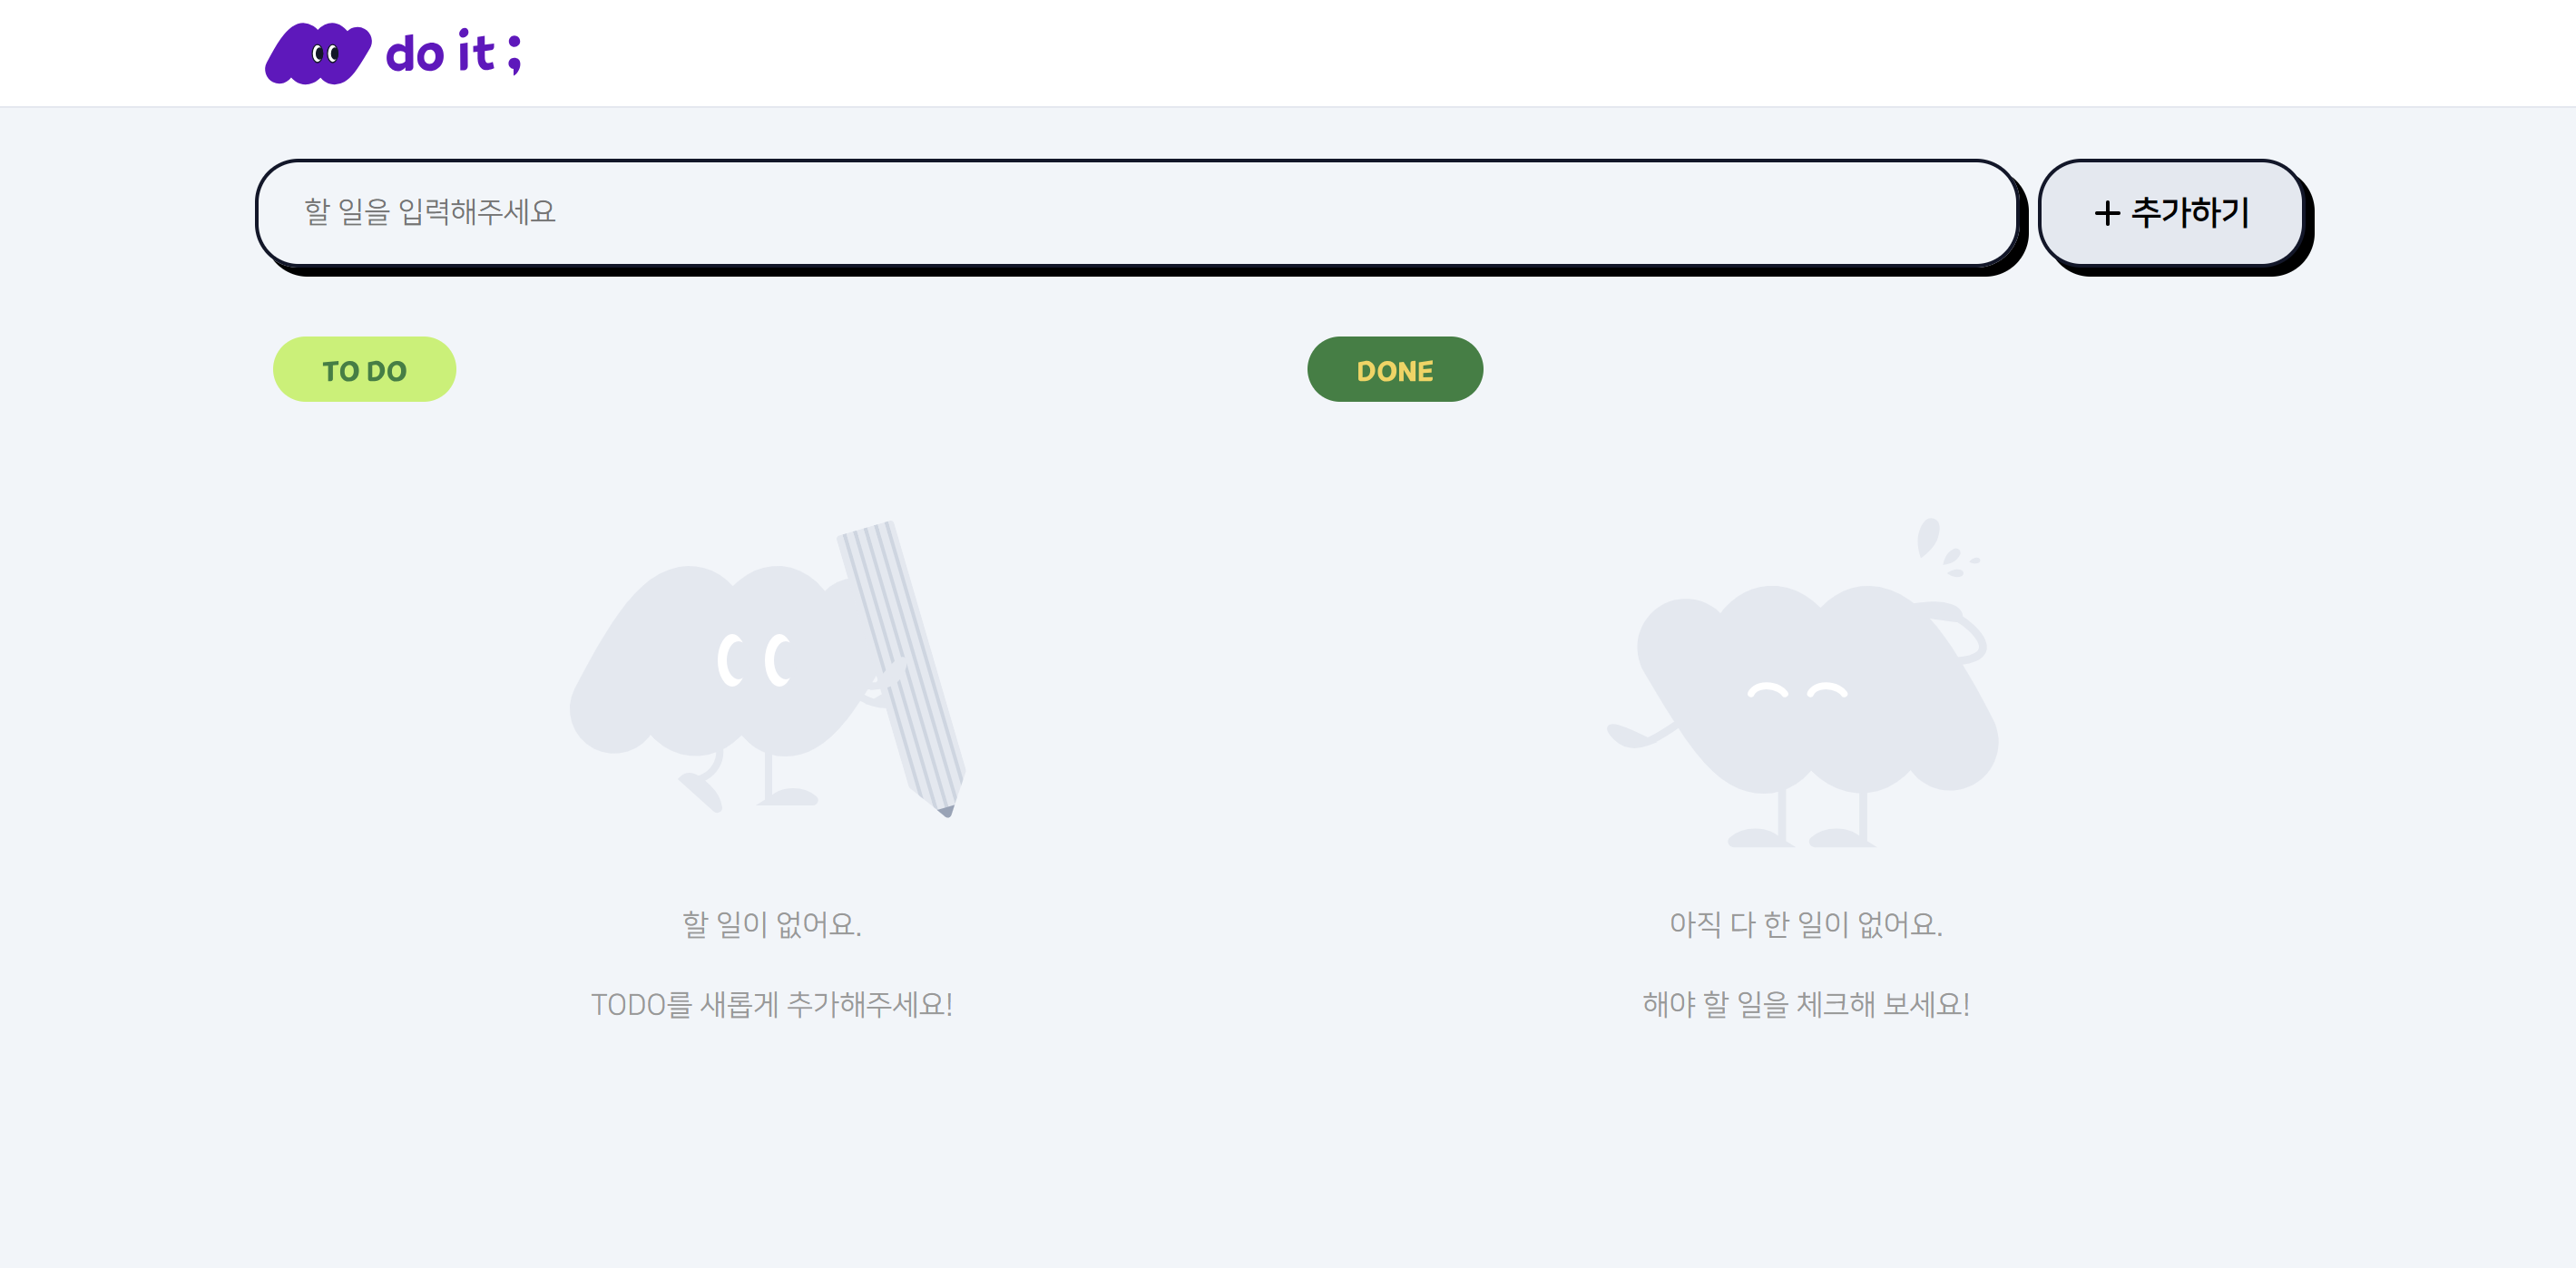 do it ;
할 일을 입력해주세요
+ 추가하기
TO DO
DONE
할 일이 없어요.
TODO를 새롭게 추가해주세요!
아직 다 한 일이 없어요.
해야 할 일을 체크해 보세요!